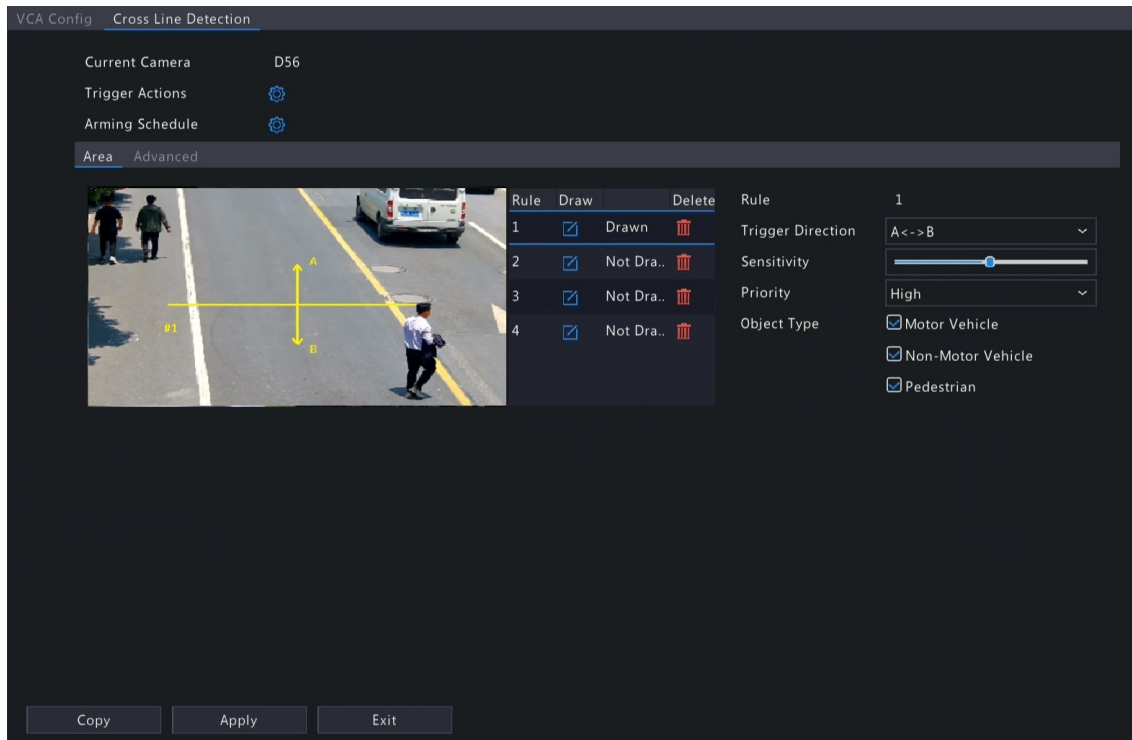 VCA Config Cross Line Detection
Current Camera D56
Trigger Actions
Arming Schedule
Area Advanced
Rule Draw Delete
1 Drawn
2 Not Dra..
3 Not Dra..
4 Not Dra..
A
#1
B
Rule 1
Trigger Direction A<->B
Sensitivity
Priority High
Object Type Motor Vehicle
Non-Motor Vehicle
Pedestrian
Copy Apply Exit